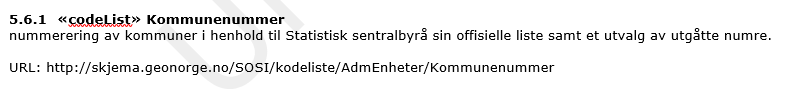 5.6.1 «codeList» Kommunenummer
nummerering av kommuner i henhold til Statistisk sentralbyrå sin offisielle liste samt et utvalg av utgåtte numre.
URL: http://skjema.geonorge.no/SOSI/kodeliste/AdmEnheter/Kommunenummer